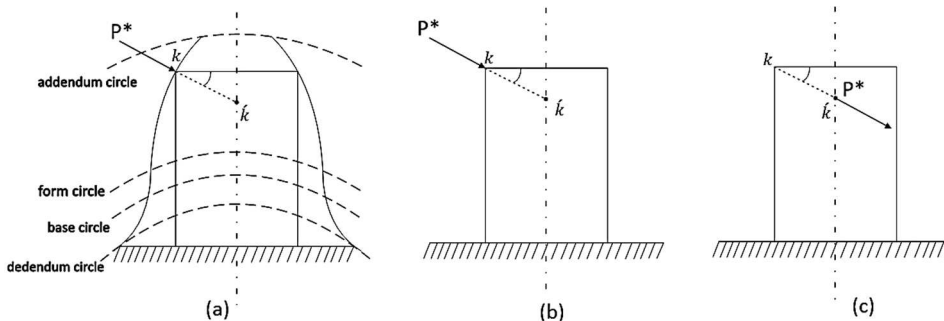 P*
k
addendum circle
ḱ
form circle
base circle
dedendum circle
(a)
P*
k
ḱ
(b)
k
P*
ḱ
(c)